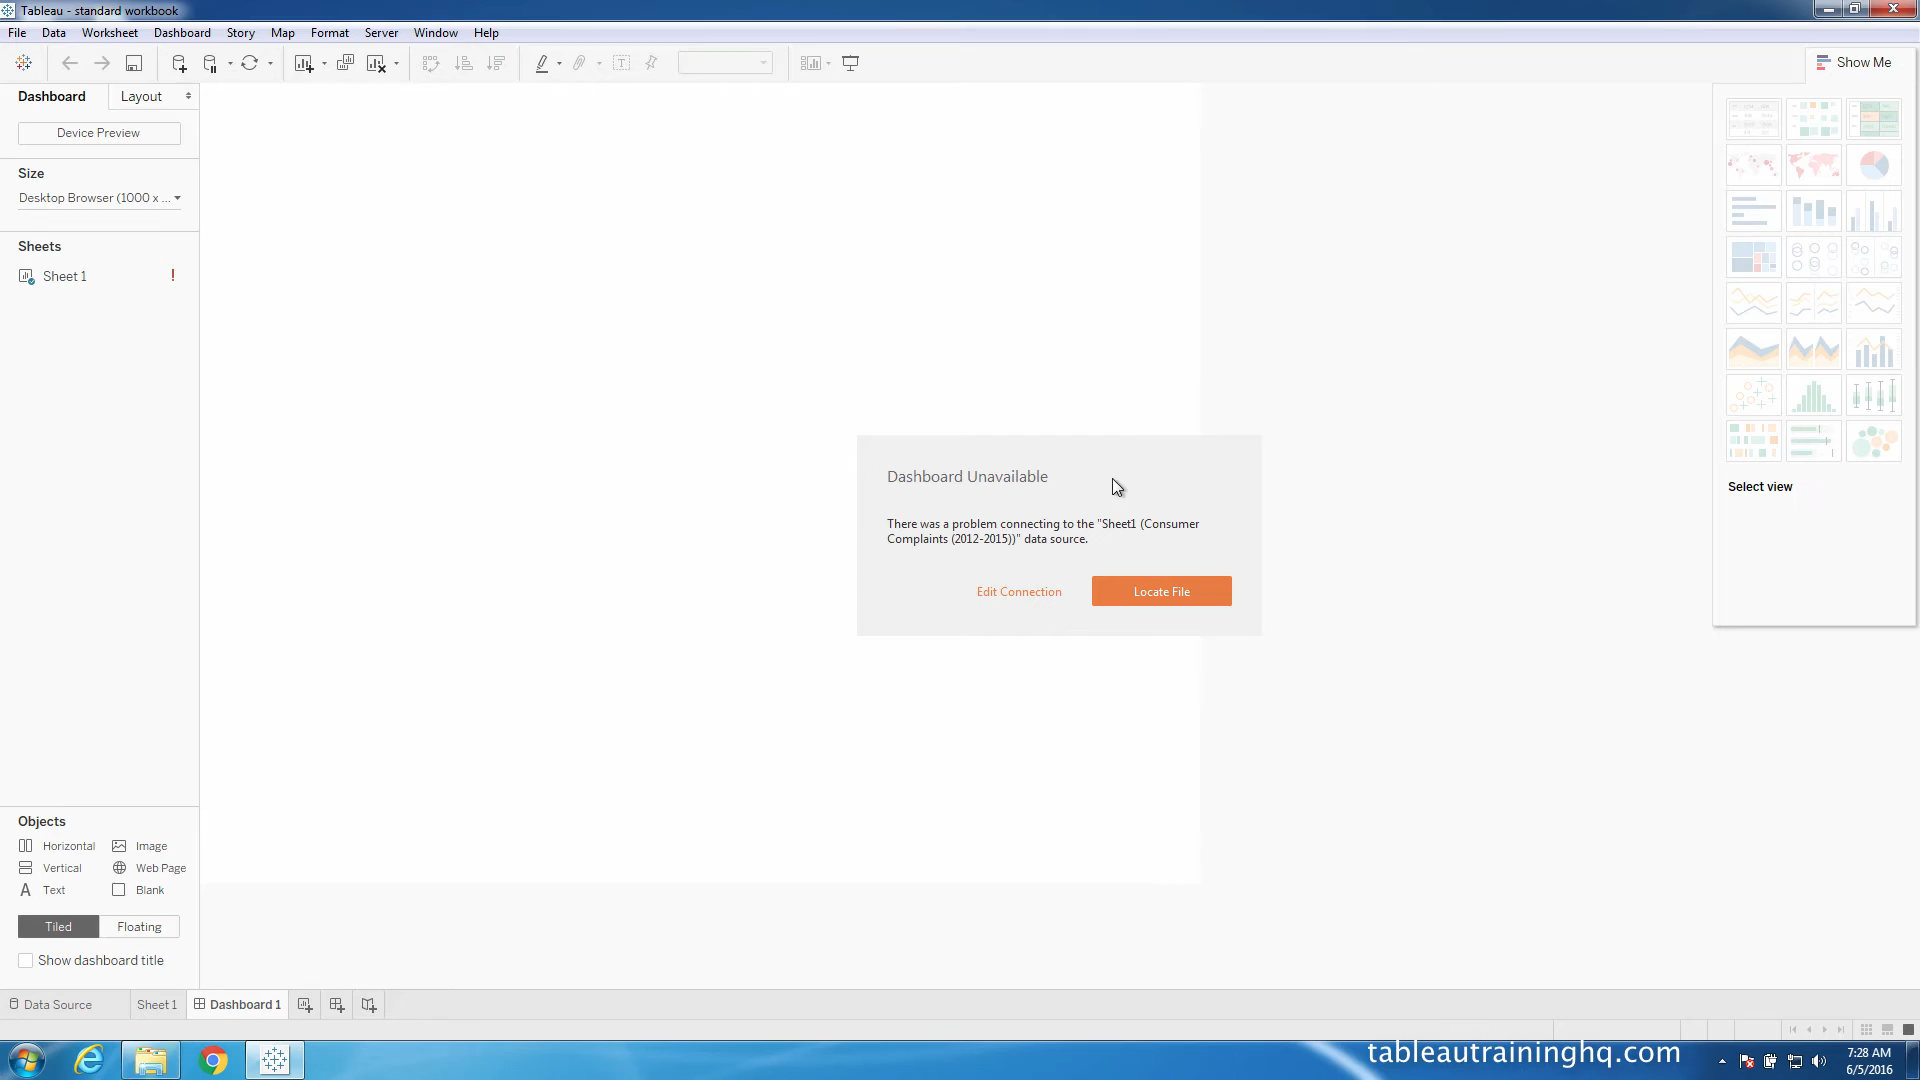 Tableau - standard workbook
File Data Worksheet Dashboard Story Map Format Server Window Help
Show Me
Dashboard Layout
Device Preview
Size
Desktop Browser (1000 x ...
Sheets
Sheet 1 !
Select view
Dashboard Unavailable
There was a problem connecting to the "Sheet1 (Consumer
Complaints (2012-2015))" data source.
Edit Connection Locate File
Objects
Horizontal Image
Vertical Web Page
Text Blank
Tiled Floating
Show dashboard title
Data Source Sheet 1 Dashboard 1
tableautraininghq.com
7:28 AM
6/5/2016